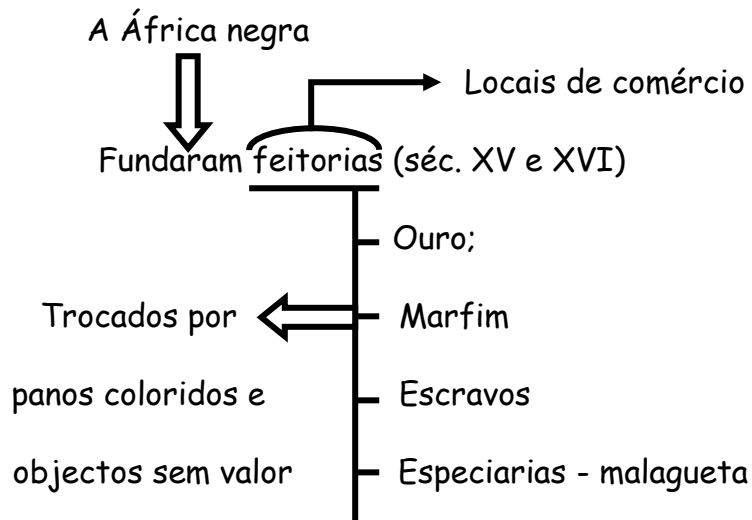 A África negra
Locais de comércio
Fundaram feitorias (séc. XV e XVI)
Ouro;
Trocados por
Marfim
panos coloridos e
Escravos
objectos sem valor
Especiarias - malagueta